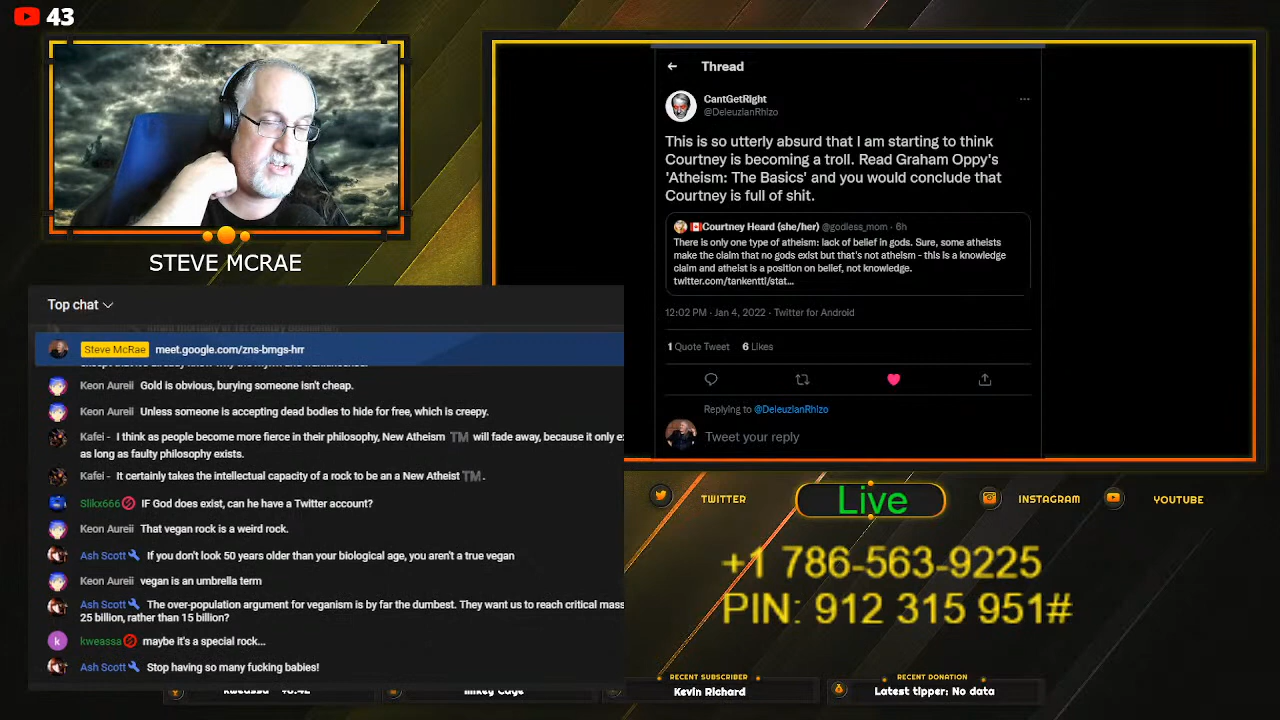 43
STEVE MCRAE
Top chat
Steve McRae meet.google.com/zns-bmgs-hrr
Keon Aureii Gold is obvious, burying someone isn't cheap.
Keon Aureii Unless someone is accepting dead bodies to hide for free, which is creepy.
Kafei - I think as people become more fierce in their philosophy, New Atheism TM will fade away, because it only e
as long as faulty philosophy exists.
Kafei - It certainly takes the intellectual capacity of a rock to be an a New Atheist TM.
Slikx666 IF God does exist, can he have a Twitter account?
Keon Aureii That vegan rock is a weird rock.
Ash Scott If you don't look 50 years older than your biological age, you aren't a true vegan
Keon Aureii vegan is an umbrella term
Ash Scott The over-population argument for veganism is by far the dumbest. They want us to reach critical mass
25 billion, rather than 15 billion?
kweassa maybe it's a special rock...
Ash Scott Stop having so many fucking babies!
Thread
CantGetRight
@DeleuzianRhizo
This is so utterly absurd that I am starting to think
Courtney is becoming a troll. Read Graham Oppy's
'Atheism: The Basics' and you would conclude that
Courtney is full of shit.
Courtney Heard (she/her) @godless_mom · 6h
There is only one type of atheism: lack of belief in gods. Sure, some atheists
make the claim that no gods exist but that's not atheism - this is a knowledge
claim and atheist is a position on belief, not knowledge.
twitter.com/tankentti/stat...
12:02 PM · Jan 4, 2022 · Twitter for Android
1 Quote Tweet 6 Likes
Replying to @DeleuzianRhizo
Tweet your reply
TWITTER
Live
INSTAGRAM
YOUTUBE
+1 786-563-9225
PIN: 912 315 951#
Mikey Cage
RECENT SUBSCRIBER
Kevin Richard
RECENT DONATION
Latest tipper: No data